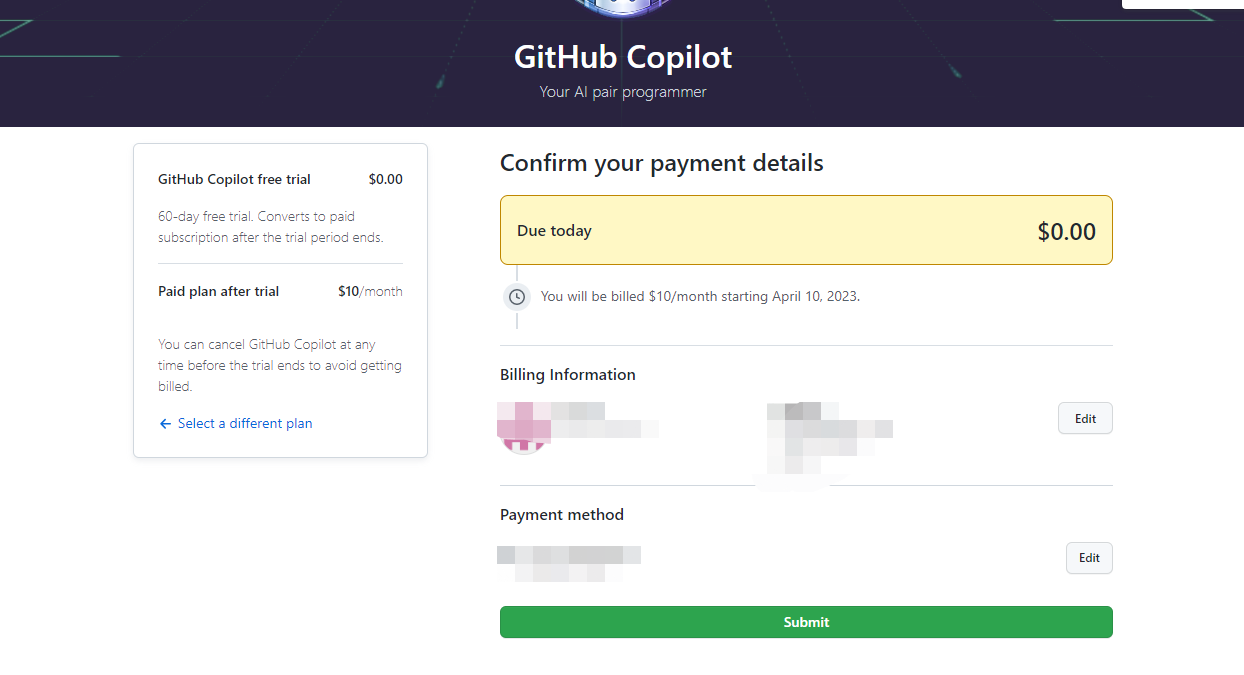 GitHub Copilot
Your AI pair programmer
GitHub Copilot free trial $0.00
60-day free trial. Converts to paid
subscription after the trial period ends.
Paid plan after trial $10/month
You can cancel GitHub Copilot at any
time before the trial ends to avoid getting
billed.
← Select a different plan
Confirm your payment details
Due today $0.00
You will be billed $10/month starting April 10, 2023.
Billing Information
Edit
Payment method
Edit
Submit